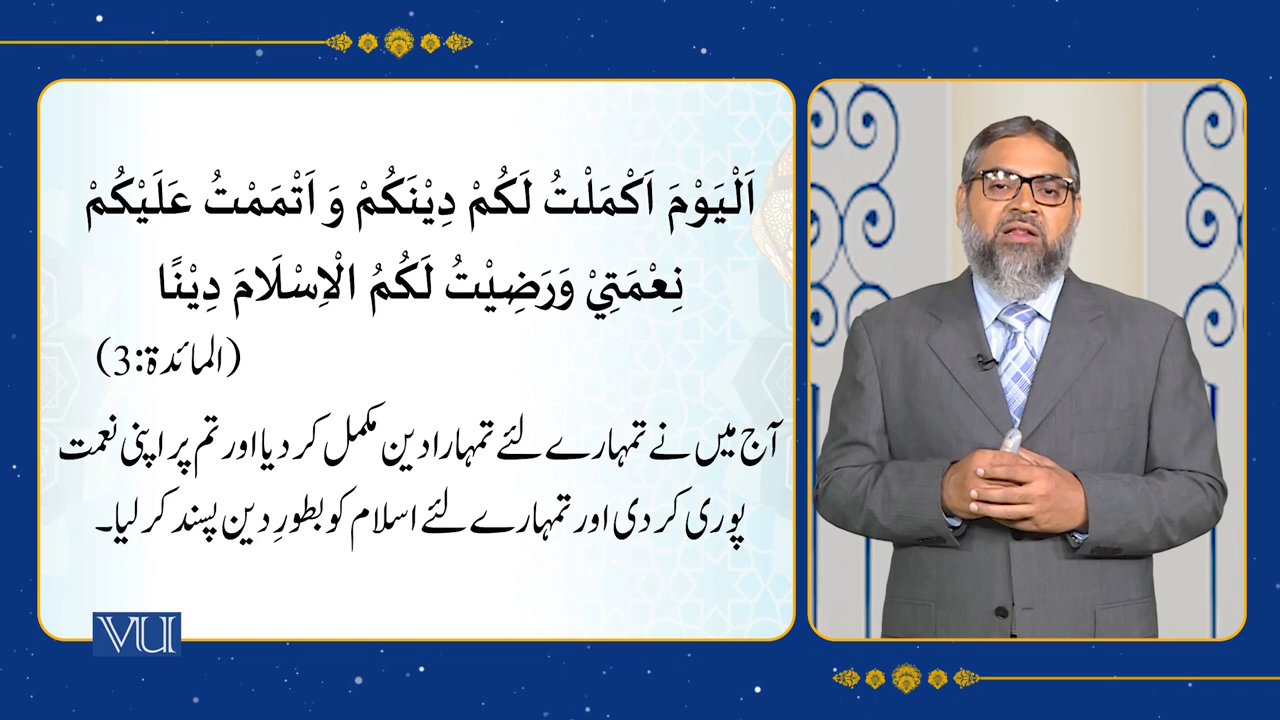 اَلْيَوْمَ اَكْمَلْتُ لَكُمْ دِيْنَكُمْ وَ اَتْمَمْتُ عَلَيْكُمْ
نِعْمَتِيْ وَرَضِيْتُ لَكُمُ الْاِسْلَامَ دِيْنًا
(المائدة:3)
آج میں نے تمہارے لئے تمہارا دین مکمل کر دیا اور تم پر اپنی نعمت
پوری کر دی اور تمہارے لئے اسلام کو بطورِ دین پسند کر لیا۔
VU